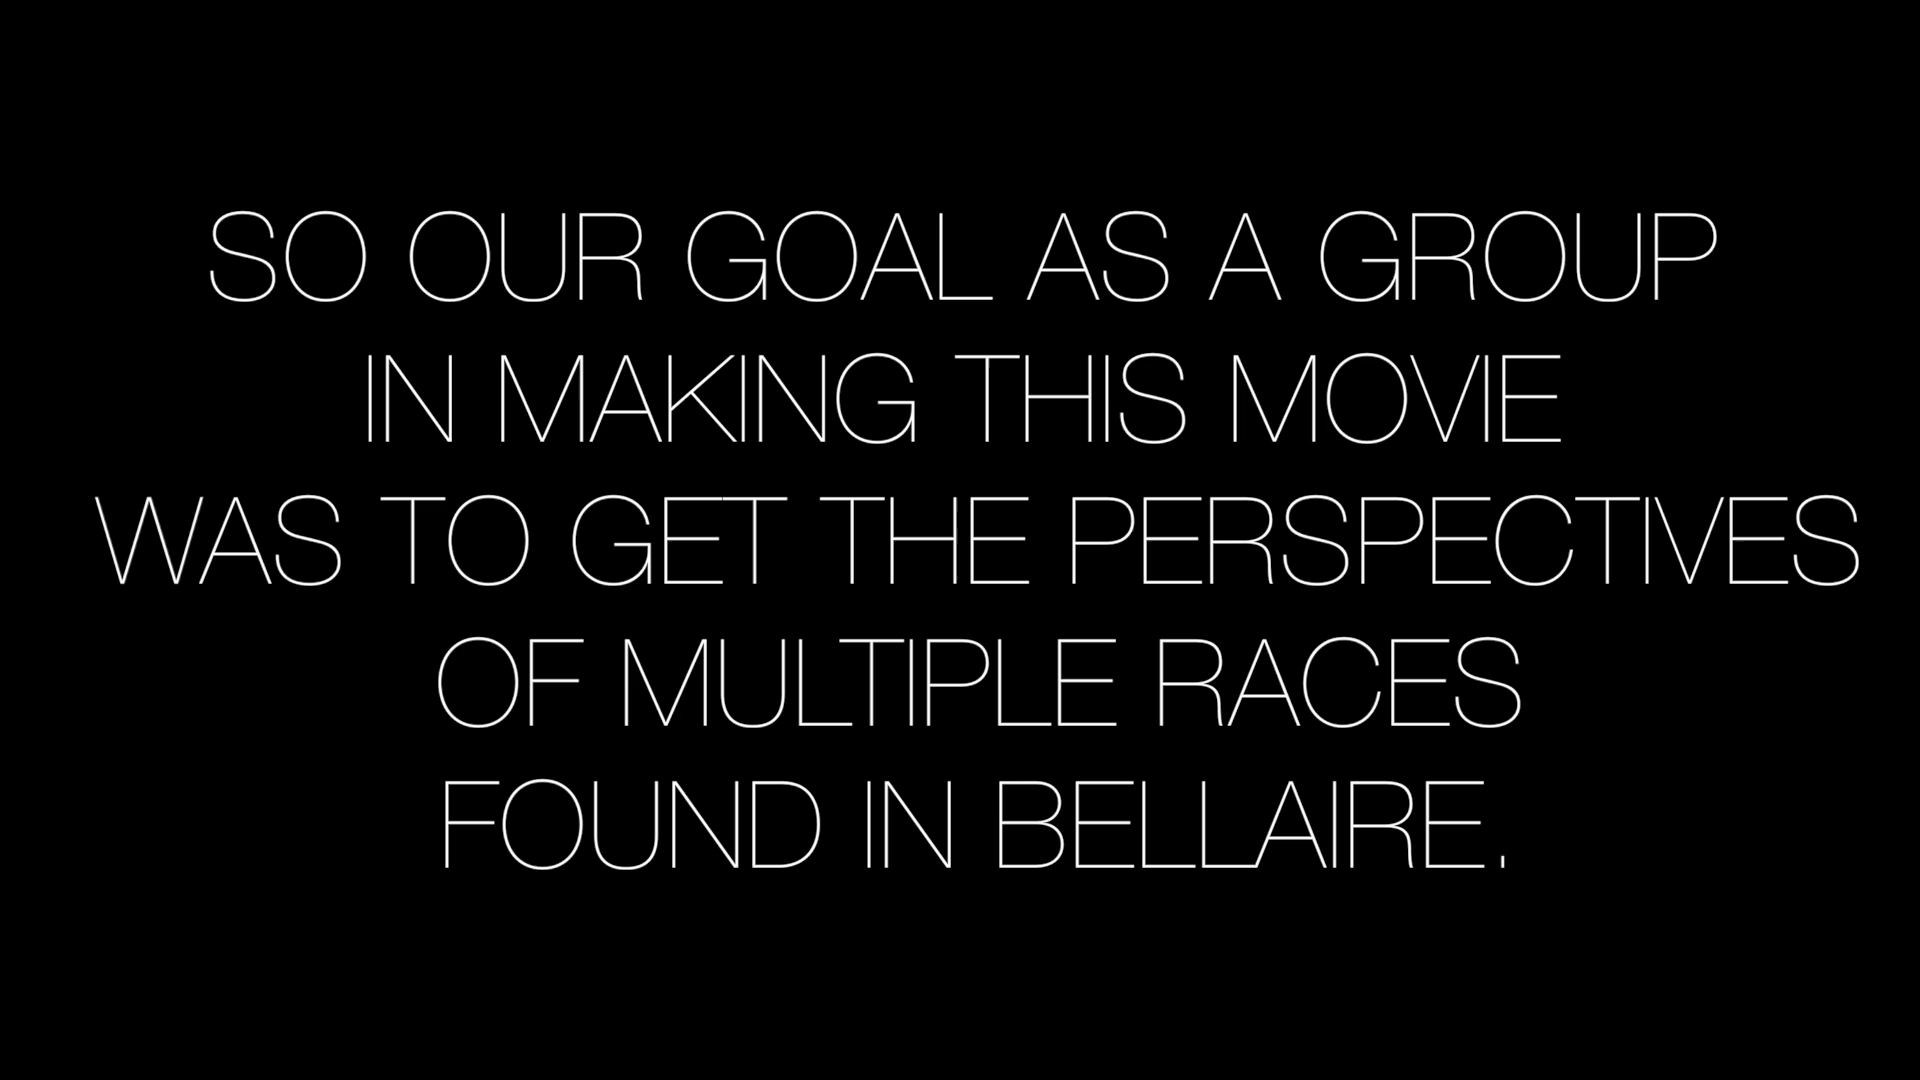 SO OUR GOAL AS A GROUP
IN MAKING THIS MOVIE
WAS TO GET THE PERSPECTIVES
OF MULTIPLE RACES
FOUND IN BELLAIRE.